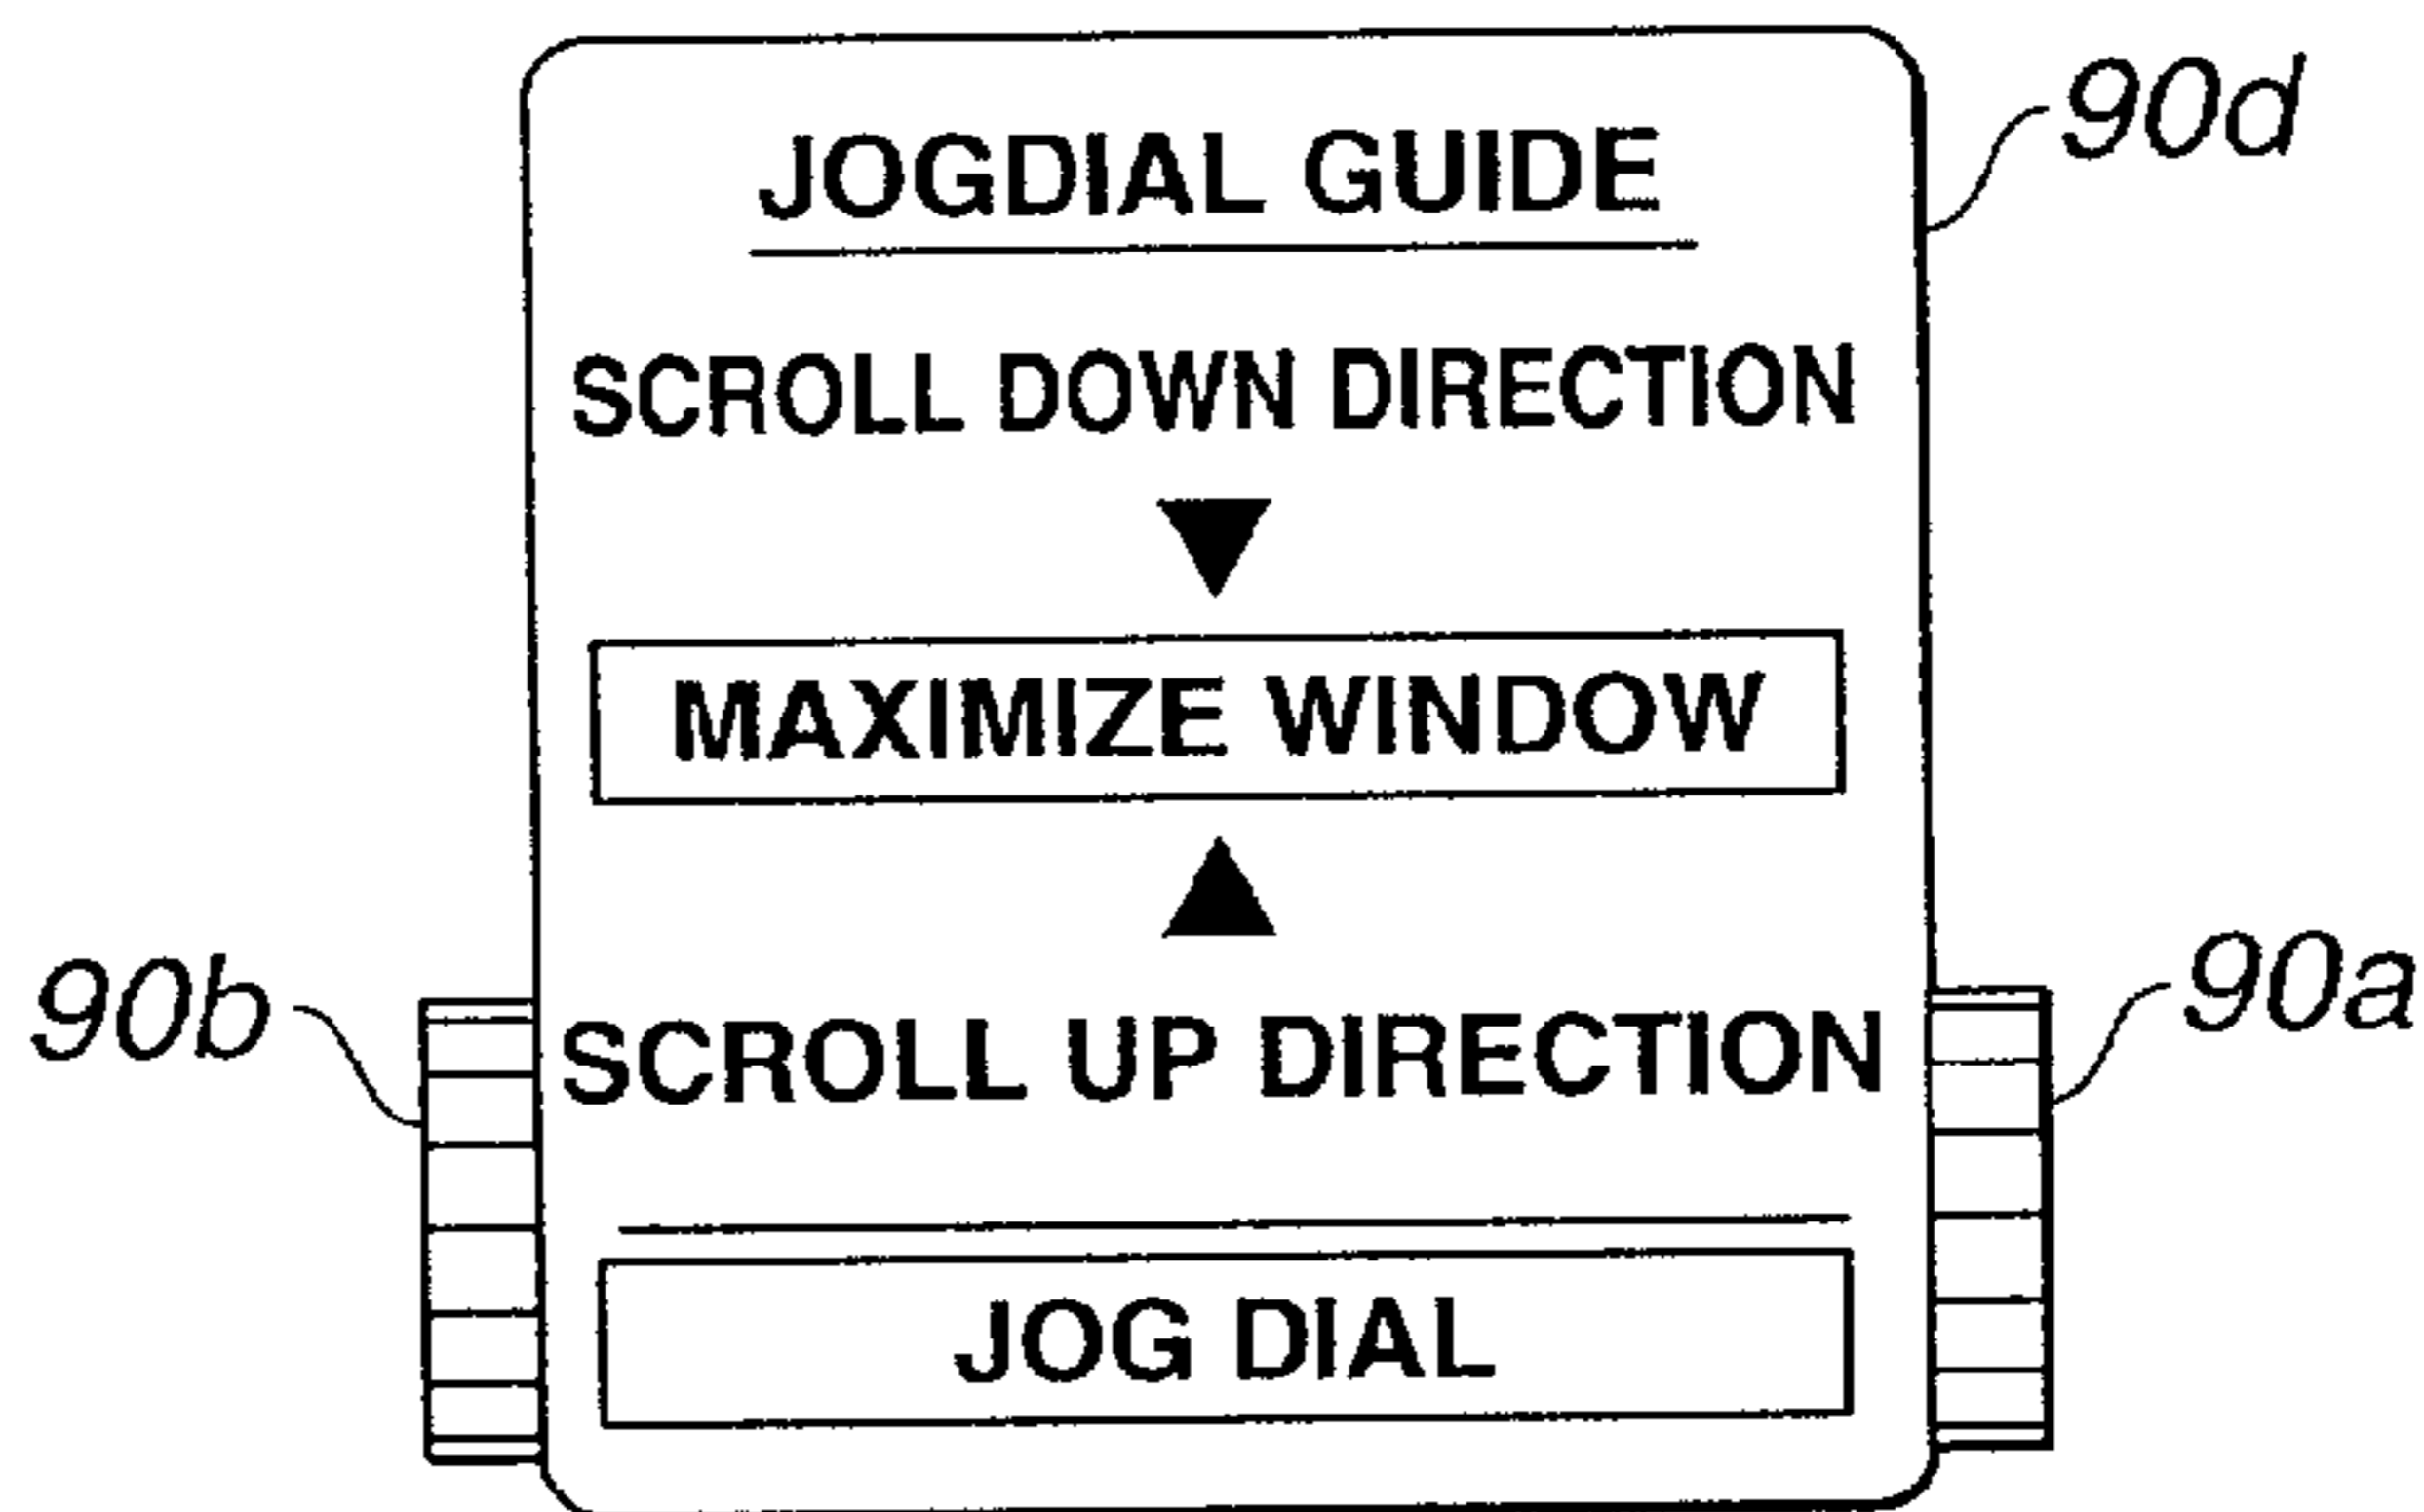 JOGDIAL GUIDE
90d
SCROLL DOWN DIRECTION
▼
MAXIMIZE WINDOW
▲
90b
SCROLL UP DIRECTION
90a
JOG DIAL